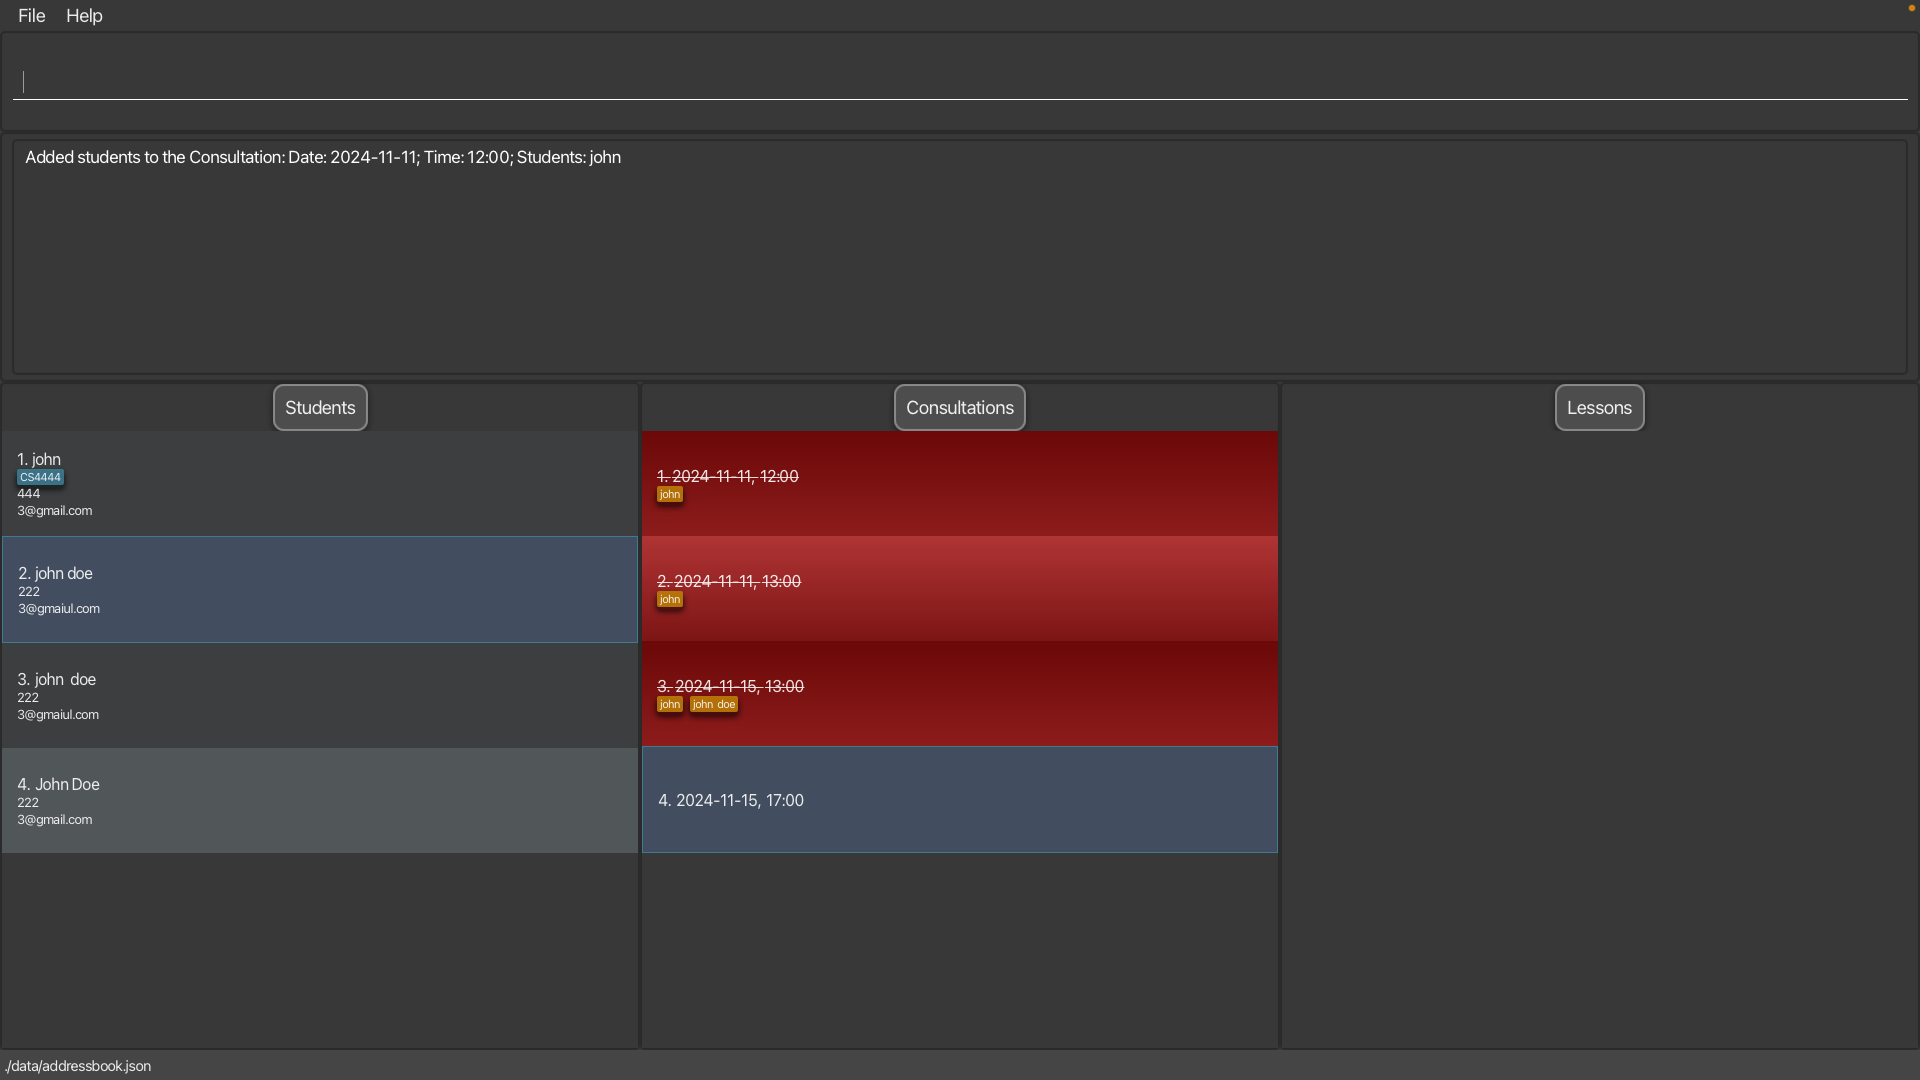 File Help
Added students to the Consultation: Date: 2024-11-11; Time: 12:00; Students: john
Students
1. john
CS4444
444
3@gmail.com
2. john doe
222
3@gmaiul.com
3. john  doe
222
3@gmaiul.com
4. John Doe
222
3@gmail.com
Consultations
1. 2024-11-11, 12:00
john
2. 2024-11-11, 13:00
john
3. 2024-11-15, 13:00
john john  doe
4. 2024-11-15, 17:00
Lessons
./data/addressbook.json